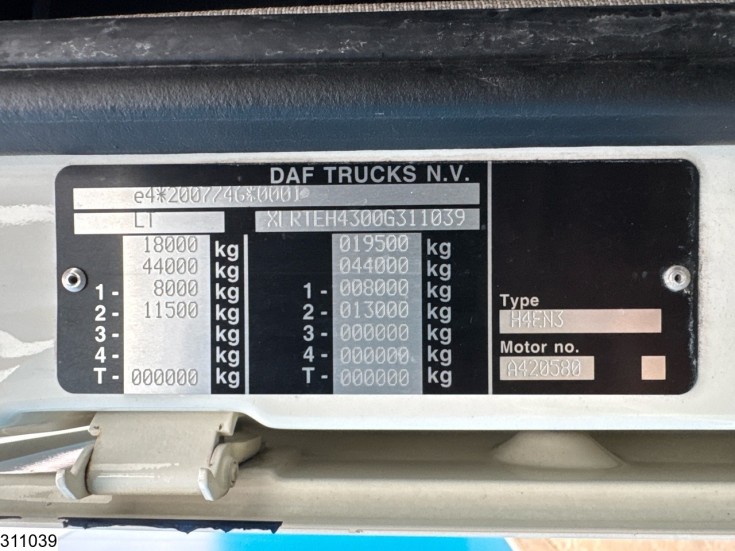 DAF TRUCKS N.V.
e4*2007/46*0001
LT XLRTEH4300G311039
18000 kg 019500 kg
44000 kg 044000 kg
1- 8000 kg 1- 008000 kg
2- 11500 kg 2- 013000 kg
3- kg 3- 000000 kg
4- kg 4- 000000 kg
T- 000000 kg T- 000000 kg
Type
H4EN3
Motor no.
A420580
311039